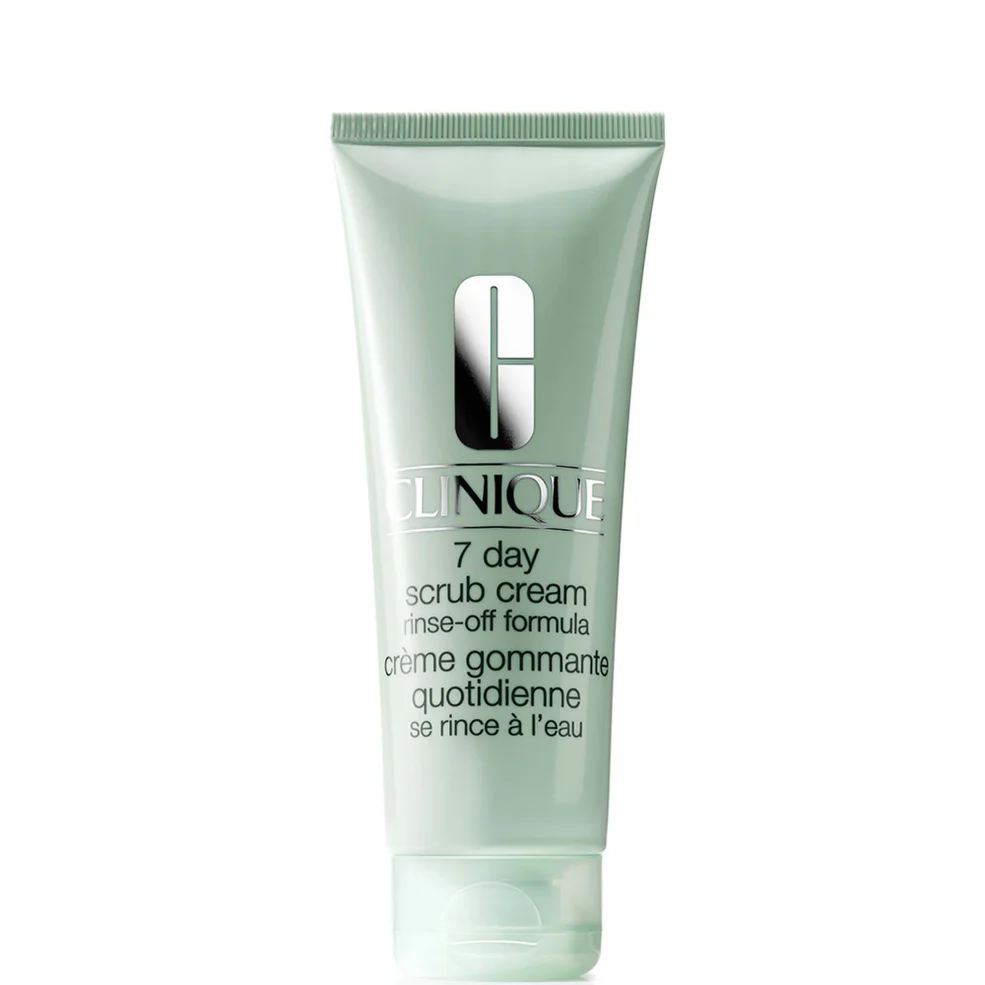 CLINIQUE
7 day
scrub cream
rinse-off formula
crème gommante
quotidienne
se rince à l'eau